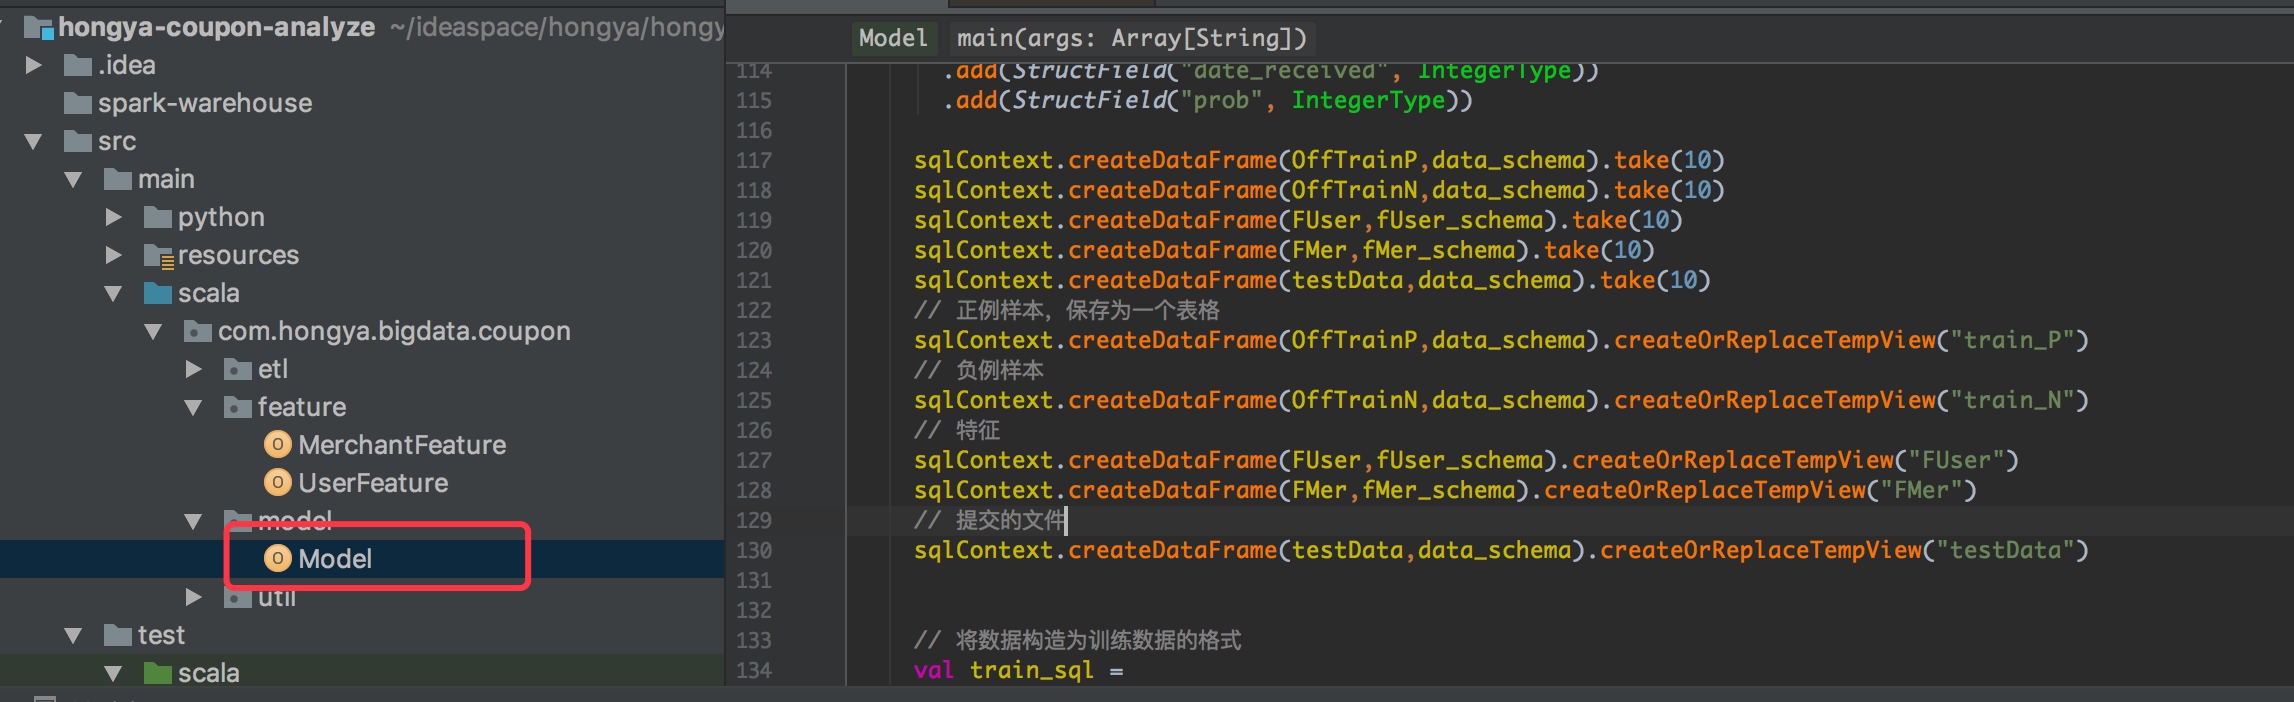 hongya-coupon-analyze ~/ideaspace/hongya/hongy
.idea
spark-warehouse
src
main
python
resources
scala
com.hongya.bigdata.coupon
etl
feature
MerchantFeature
UserFeature
model
Model
util
test
scala
Model main(args: Array[String])
114 .add(StructField("date_received", IntegerType))
115 .add(StructField("prob", IntegerType))
116
117 sqlContext.createDataFrame(OffTrainP,data_schema).take(10)
118 sqlContext.createDataFrame(OffTrainN,data_schema).take(10)
119 sqlContext.createDataFrame(FUser,fUser_schema).take(10)
120 sqlContext.createDataFrame(FMer,fMer_schema).take(10)
121 sqlContext.createDataFrame(testData,data_schema).take(10)
122 // 正例样本，保存为一个表格
123 sqlContext.createDataFrame(OffTrainP,data_schema).createOrReplaceTempView("train_P")
124 // 负例样本
125 sqlContext.createDataFrame(OffTrainN,data_schema).createOrReplaceTempView("train_N")
126 // 特征
127 sqlContext.createDataFrame(FUser,fUser_schema).createOrReplaceTempView("FUser")
128 sqlContext.createDataFrame(FMer,fMer_schema).createOrReplaceTempView("FMer")
129 // 提交的文件
130 sqlContext.createDataFrame(testData,data_schema).createOrReplaceTempView("testData")
131
132
133 // 将数据构造为训练数据的格式
134 val train_sql =